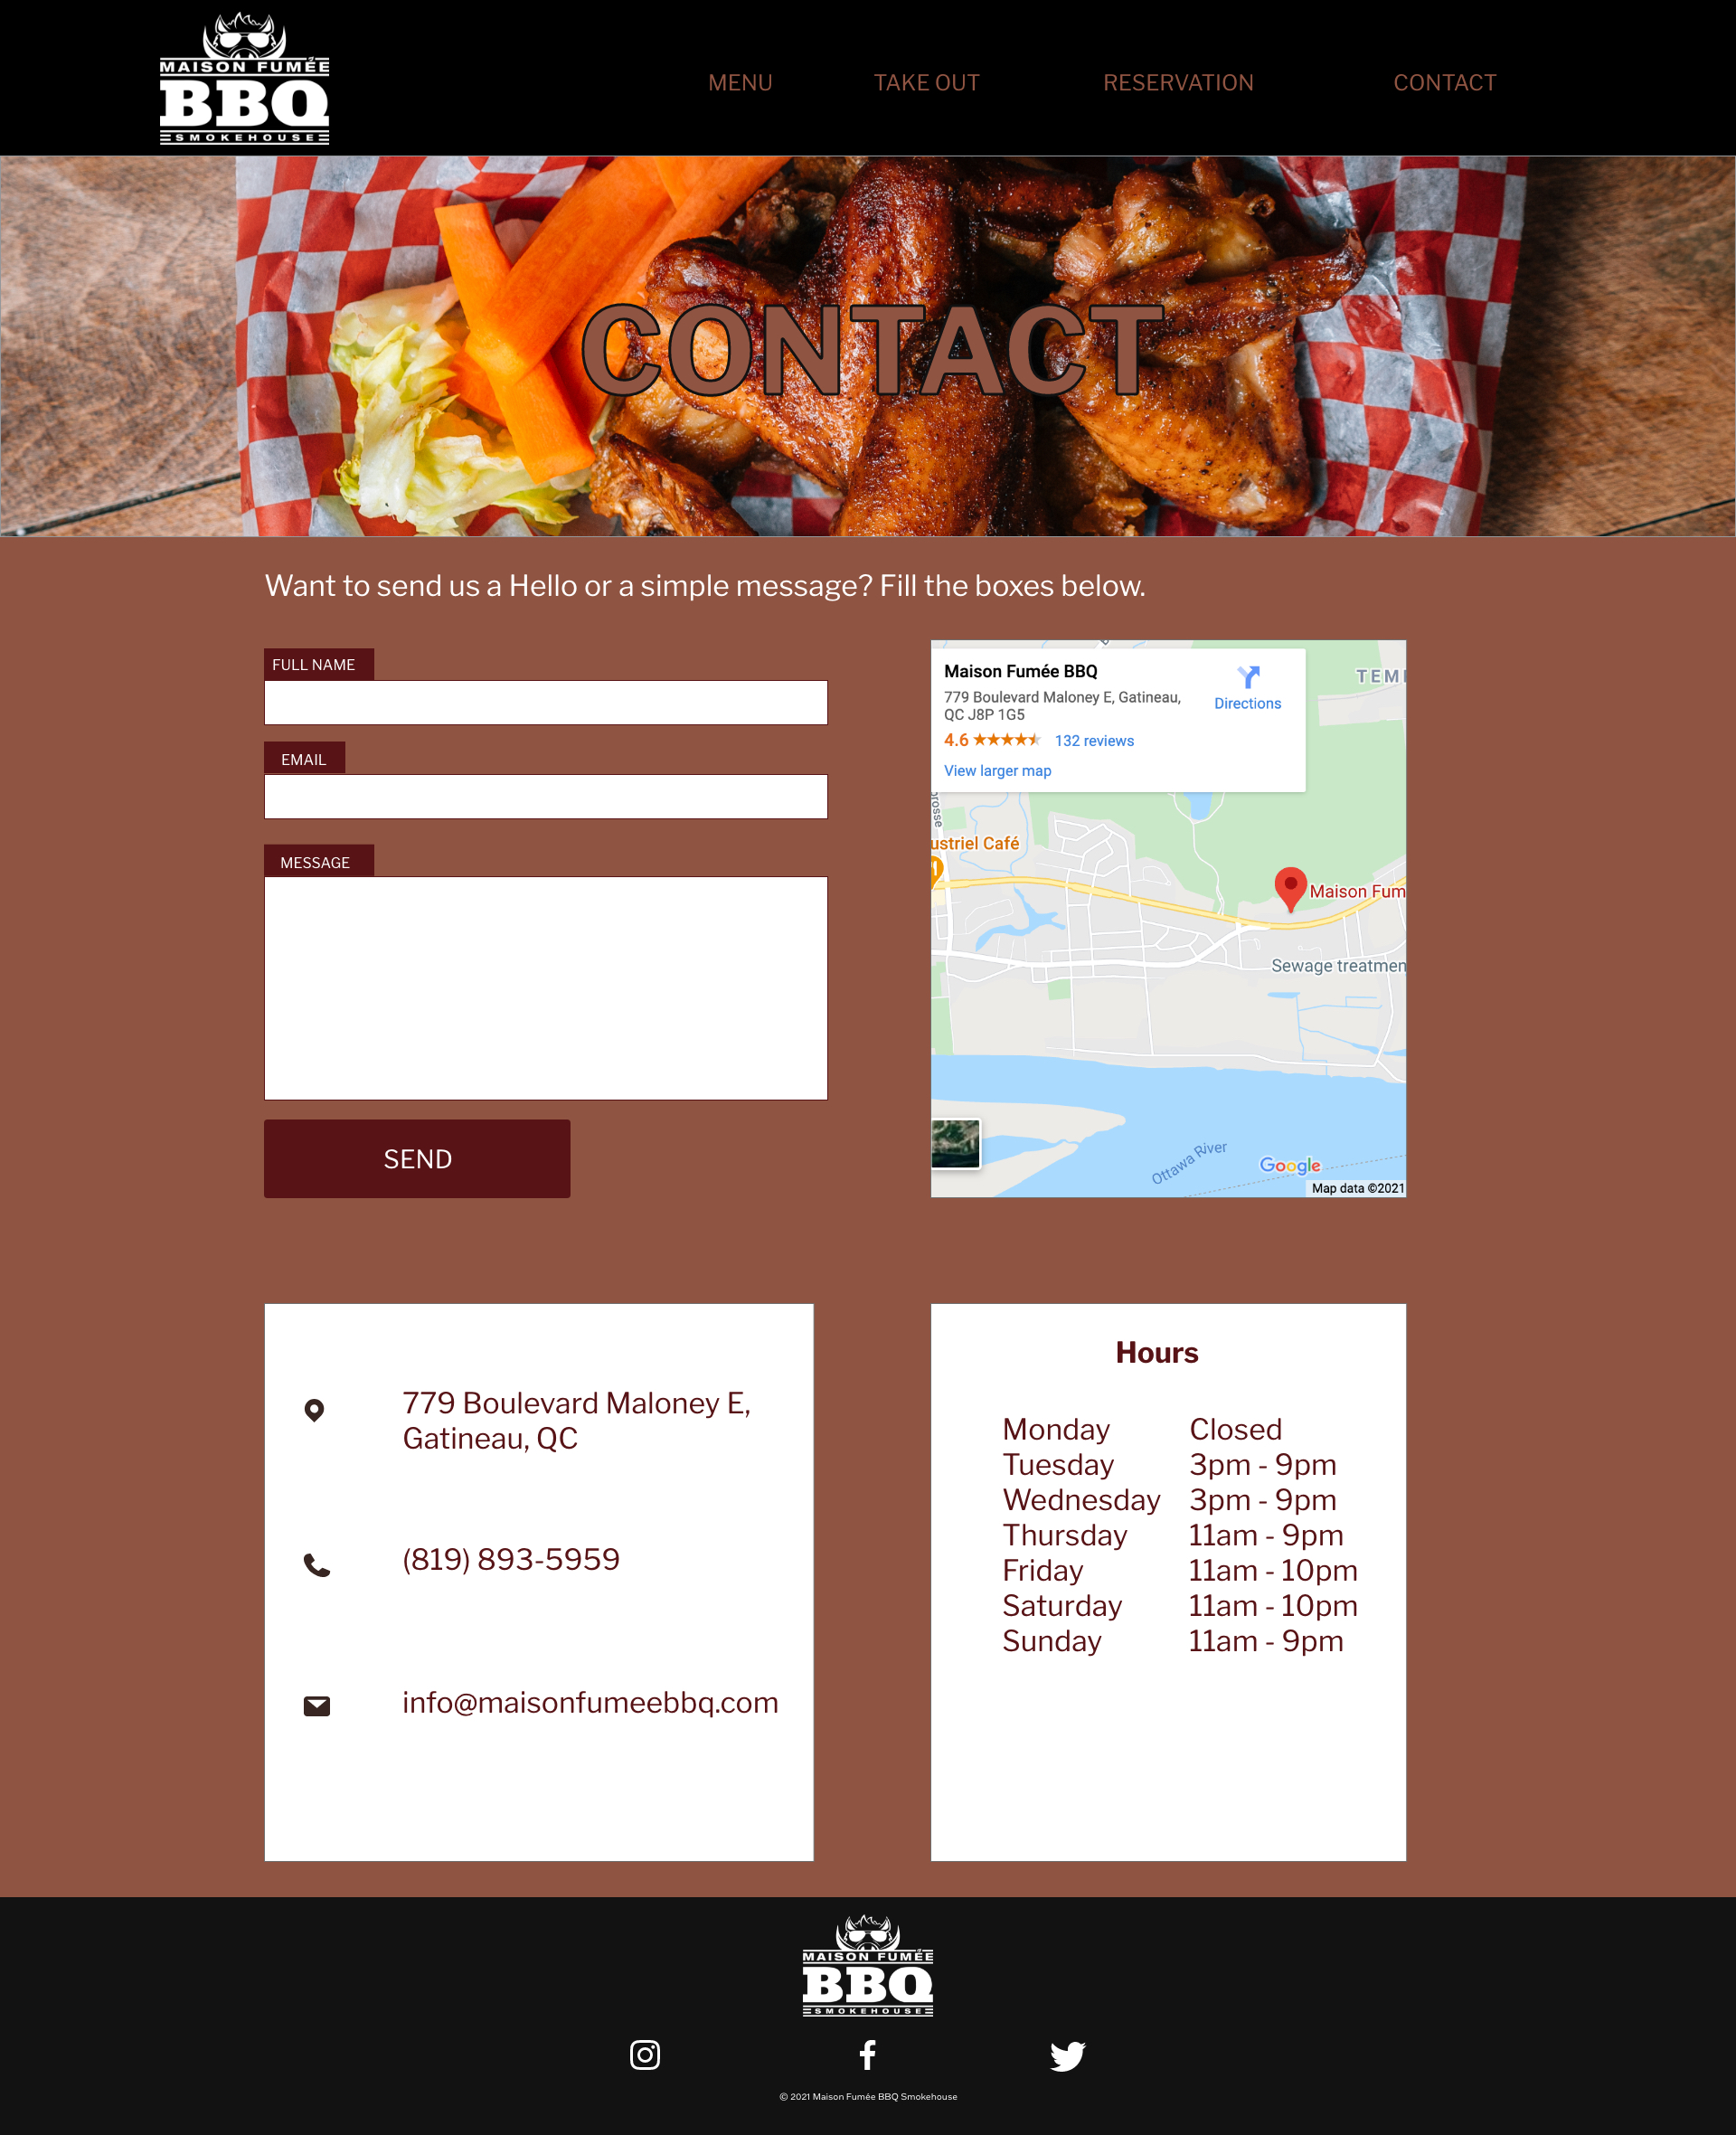 MAISON FUMÉE
BBQ
SMOKEHOUSE
MENU TAKE OUT RESERVATION CONTACT
CONTACT
Want to send us a Hello or a simple message? Fill the boxes below.
FULL NAME
EMAIL
MESSAGE
SEND
Maison Fumée BBQ
779 Boulevard Maloney E, Gatineau,
QC J8P 1G5
Directions
4.6 132 reviews
View larger map
TEM
rosse
ustriel Café
Maison Fum
Sewage treatmen
Ottawa River
Google
Map data ©2021
779 Boulevard Maloney E,
Gatineau, QC
(819) 893-5959
info@maisonfumeebbq.com
Hours
Monday Closed
Tuesday 3pm - 9pm
Wednesday 3pm - 9pm
Thursday 11am - 9pm
Friday 11am - 10pm
Saturday 11am - 10pm
Sunday 11am - 9pm
MAISON FUMÉE
BBQ
SMOKEHOUSE
© 2021 Maison Fumée BBQ Smokehouse